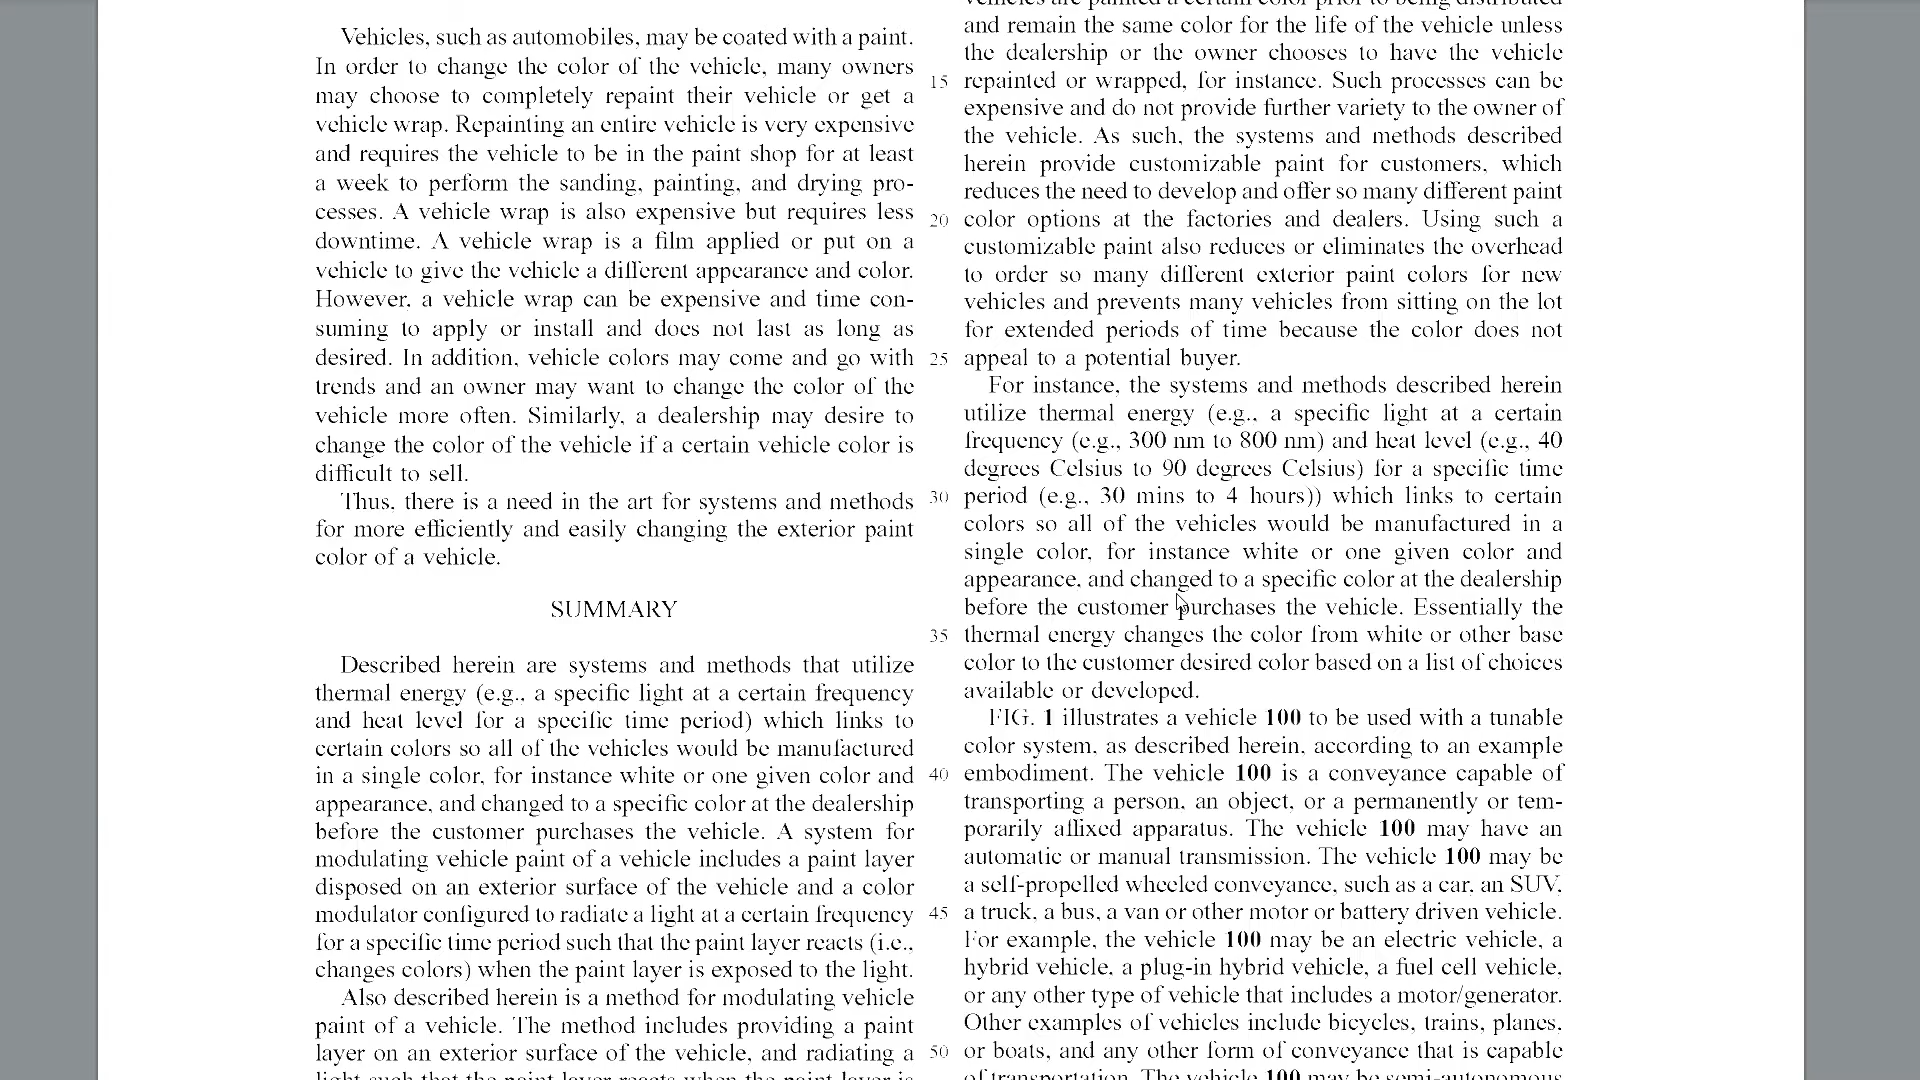 Vehicles, such as automobiles, may be coated with a paint.
In order to change the color of the vehicle, many owners
may choose to completely repaint their vehicle or get a
vehicle wrap. Repainting an entire vehicle is very expensive
and requires the vehicle to be in the paint shop for at least
a week to perform the sanding, painting, and drying pro-
cesses. A vehicle wrap is also expensive but requires less
downtime. A vehicle wrap is a film applied or put on a
vehicle to give the vehicle a different appearance and color.
However, a vehicle wrap can be expensive and time con-
suming to apply or install and does not last as long as
desired. In addition, vehicle colors may come and go with
trends and an owner may want to change the color of the
vehicle more often. Similarly, a dealership may desire to
change the color of the vehicle if a certain vehicle color is
difficult to sell.
Thus, there is a need in the art for systems and methods
for more efficiently and easily changing the exterior paint
color of a vehicle.
SUMMARY
Described herein are systems and methods that utilize
thermal energy (e.g., a specific light at a certain frequency
and heat level for a specific time period) which links to
certain colors so all of the vehicles would be manufactured
in a single color, for instance white or one given color and
appearance, and changed to a specific color at the dealership
before the customer purchases the vehicle. A system for
modulating vehicle paint of a vehicle includes a paint layer
disposed on an exterior surface of the vehicle and a color
modulator configured to radiate a light at a certain frequency
for a specific time period such that the paint layer reacts (i.e.,
changes colors) when the paint layer is exposed to the light.
Also described herein is a method for modulating vehicle
paint of a vehicle. The method includes providing a paint
layer on an exterior surface of the vehicle, and radiating a
light such that the paint layer reacts when the paint layer is
vehicles are painted a certain color prior to being distributed
and remain the same color for the life of the vehicle unless
the dealership or the owner chooses to have the vehicle
15 repainted or wrapped, for instance. Such processes can be
expensive and do not provide further variety to the owner of
the vehicle. As such, the systems and methods described
herein provide customizable paint for customers, which
reduces the need to develop and offer so many different paint
20 color options at the factories and dealers. Using such a
customizable paint also reduces or eliminates the overhead
to order so many different exterior paint colors for new
vehicles and prevents many vehicles from sitting on the lot
for extended periods of time because the color does not
25 appeal to a potential buyer.
For instance, the systems and methods described herein
utilize thermal energy (e.g., a specific light at a certain
frequency (e.g., 300 nm to 800 nm) and heat level (e.g., 40
degrees Celsius to 90 degrees Celsius) for a specific time
30 period (e.g., 30 mins to 4 hours)) which links to certain
colors so all of the vehicles would be manufactured in a
single color, for instance white or one given color and
appearance, and changed to a specific color at the dealership
before the customer purchases the vehicle. Essentially the
35 thermal energy changes the color from white or other base
color to the customer desired color based on a list of choices
available or developed.
FIG. 1 illustrates a vehicle 100 to be used with a tunable
color system, as described herein, according to an example
40 embodiment. The vehicle 100 is a conveyance capable of
transporting a person, an object, or a permanently or tem-
porarily affixed apparatus. The vehicle 100 may have an
automatic or manual transmission. The vehicle 100 may be
a self-propelled wheeled conveyance, such as a car, an SUV,
45 a truck, a bus, a van or other motor or battery driven vehicle.
For example, the vehicle 100 may be an electric vehicle, a
hybrid vehicle, a plug-in hybrid vehicle, a fuel cell vehicle,
or any other type of vehicle that includes a motor/generator.
Other examples of vehicles include bicycles, trains, planes,
50 or boats, and any other form of conveyance that is capable
of transportation. The vehicle 100 may be semi-autonomous